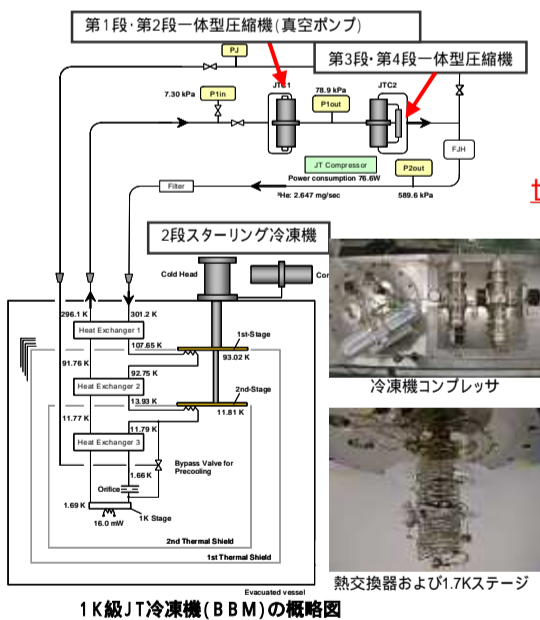 第1段･第2段一体型圧縮機(真空ポンプ)
PJ
第3段･第4段一体型圧縮機
JTC1
JTC2
7.30 kPa
P1in
78.9 kPa
P1out
FJH
JT Compressor
Power consumption 76.6W
P2out
Filter
³He: 2.647 mg/sec
589.6 kPa
2段スターリング冷凍機
Cold Head
296.1 K
301.2 K
Heat Exchanger 1
1st-Stage
107.65 K
93.02 K
91.76 K
92.75 K
Heat Exchanger 2
2nd-Stage
13.93 K
11.81 K
11.77 K
11.79 K
Heat Exchanger 3
Bypass Valve for
Precooling
1.66 K
Orifice
1.69 K
1K Stage
16.0 mW
2nd Thermal Shield
1st Thermal Shield
Evacuated vessel
冷凍機コンプレッサ
熱交換器および1.7Kステージ
1K級JT冷凍機(BBM)の概略図